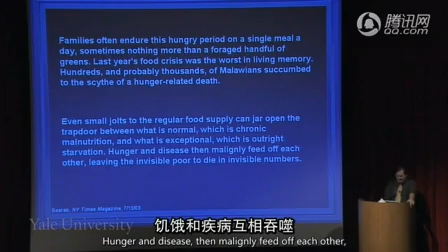 腾讯网
Families often endure this hungry period on a single meal a
day, sometimes nothing more than a foraged handful of
greens. Last year's food crisis was the worst in living memory.
Hundreds, and probably thousands, of Malawians succumbed
to the scythe of a hunger-related death.
Even small jolts to the regular food supply can jar open the
trapdoor between what is normal, which is chronic
malnutrition, and what is exceptional, which is outright
starvation. Hunger and disease then malignly feed off each
other, leaving the invisible poor to die in invisible numbers.
NY Times Magazine,
Yale University
饥饿和疾病互相吞噬
Hunger and disease, then malignly feed off each other,